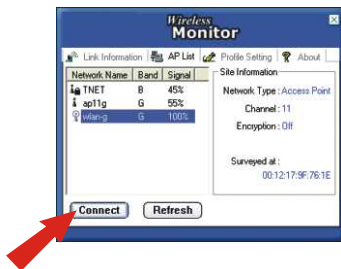 Wireless
Monitor
Link Information AP List Profile Setting About
Network Name Band Signal
TNET B 45%
ap11g G 55%
wlan-g G 100%
Site Information
Network Type : Access Point
Channel : 11
Encryption : Off
Surveyed at :
00:12:17:9F:76:1E
Connect Refresh